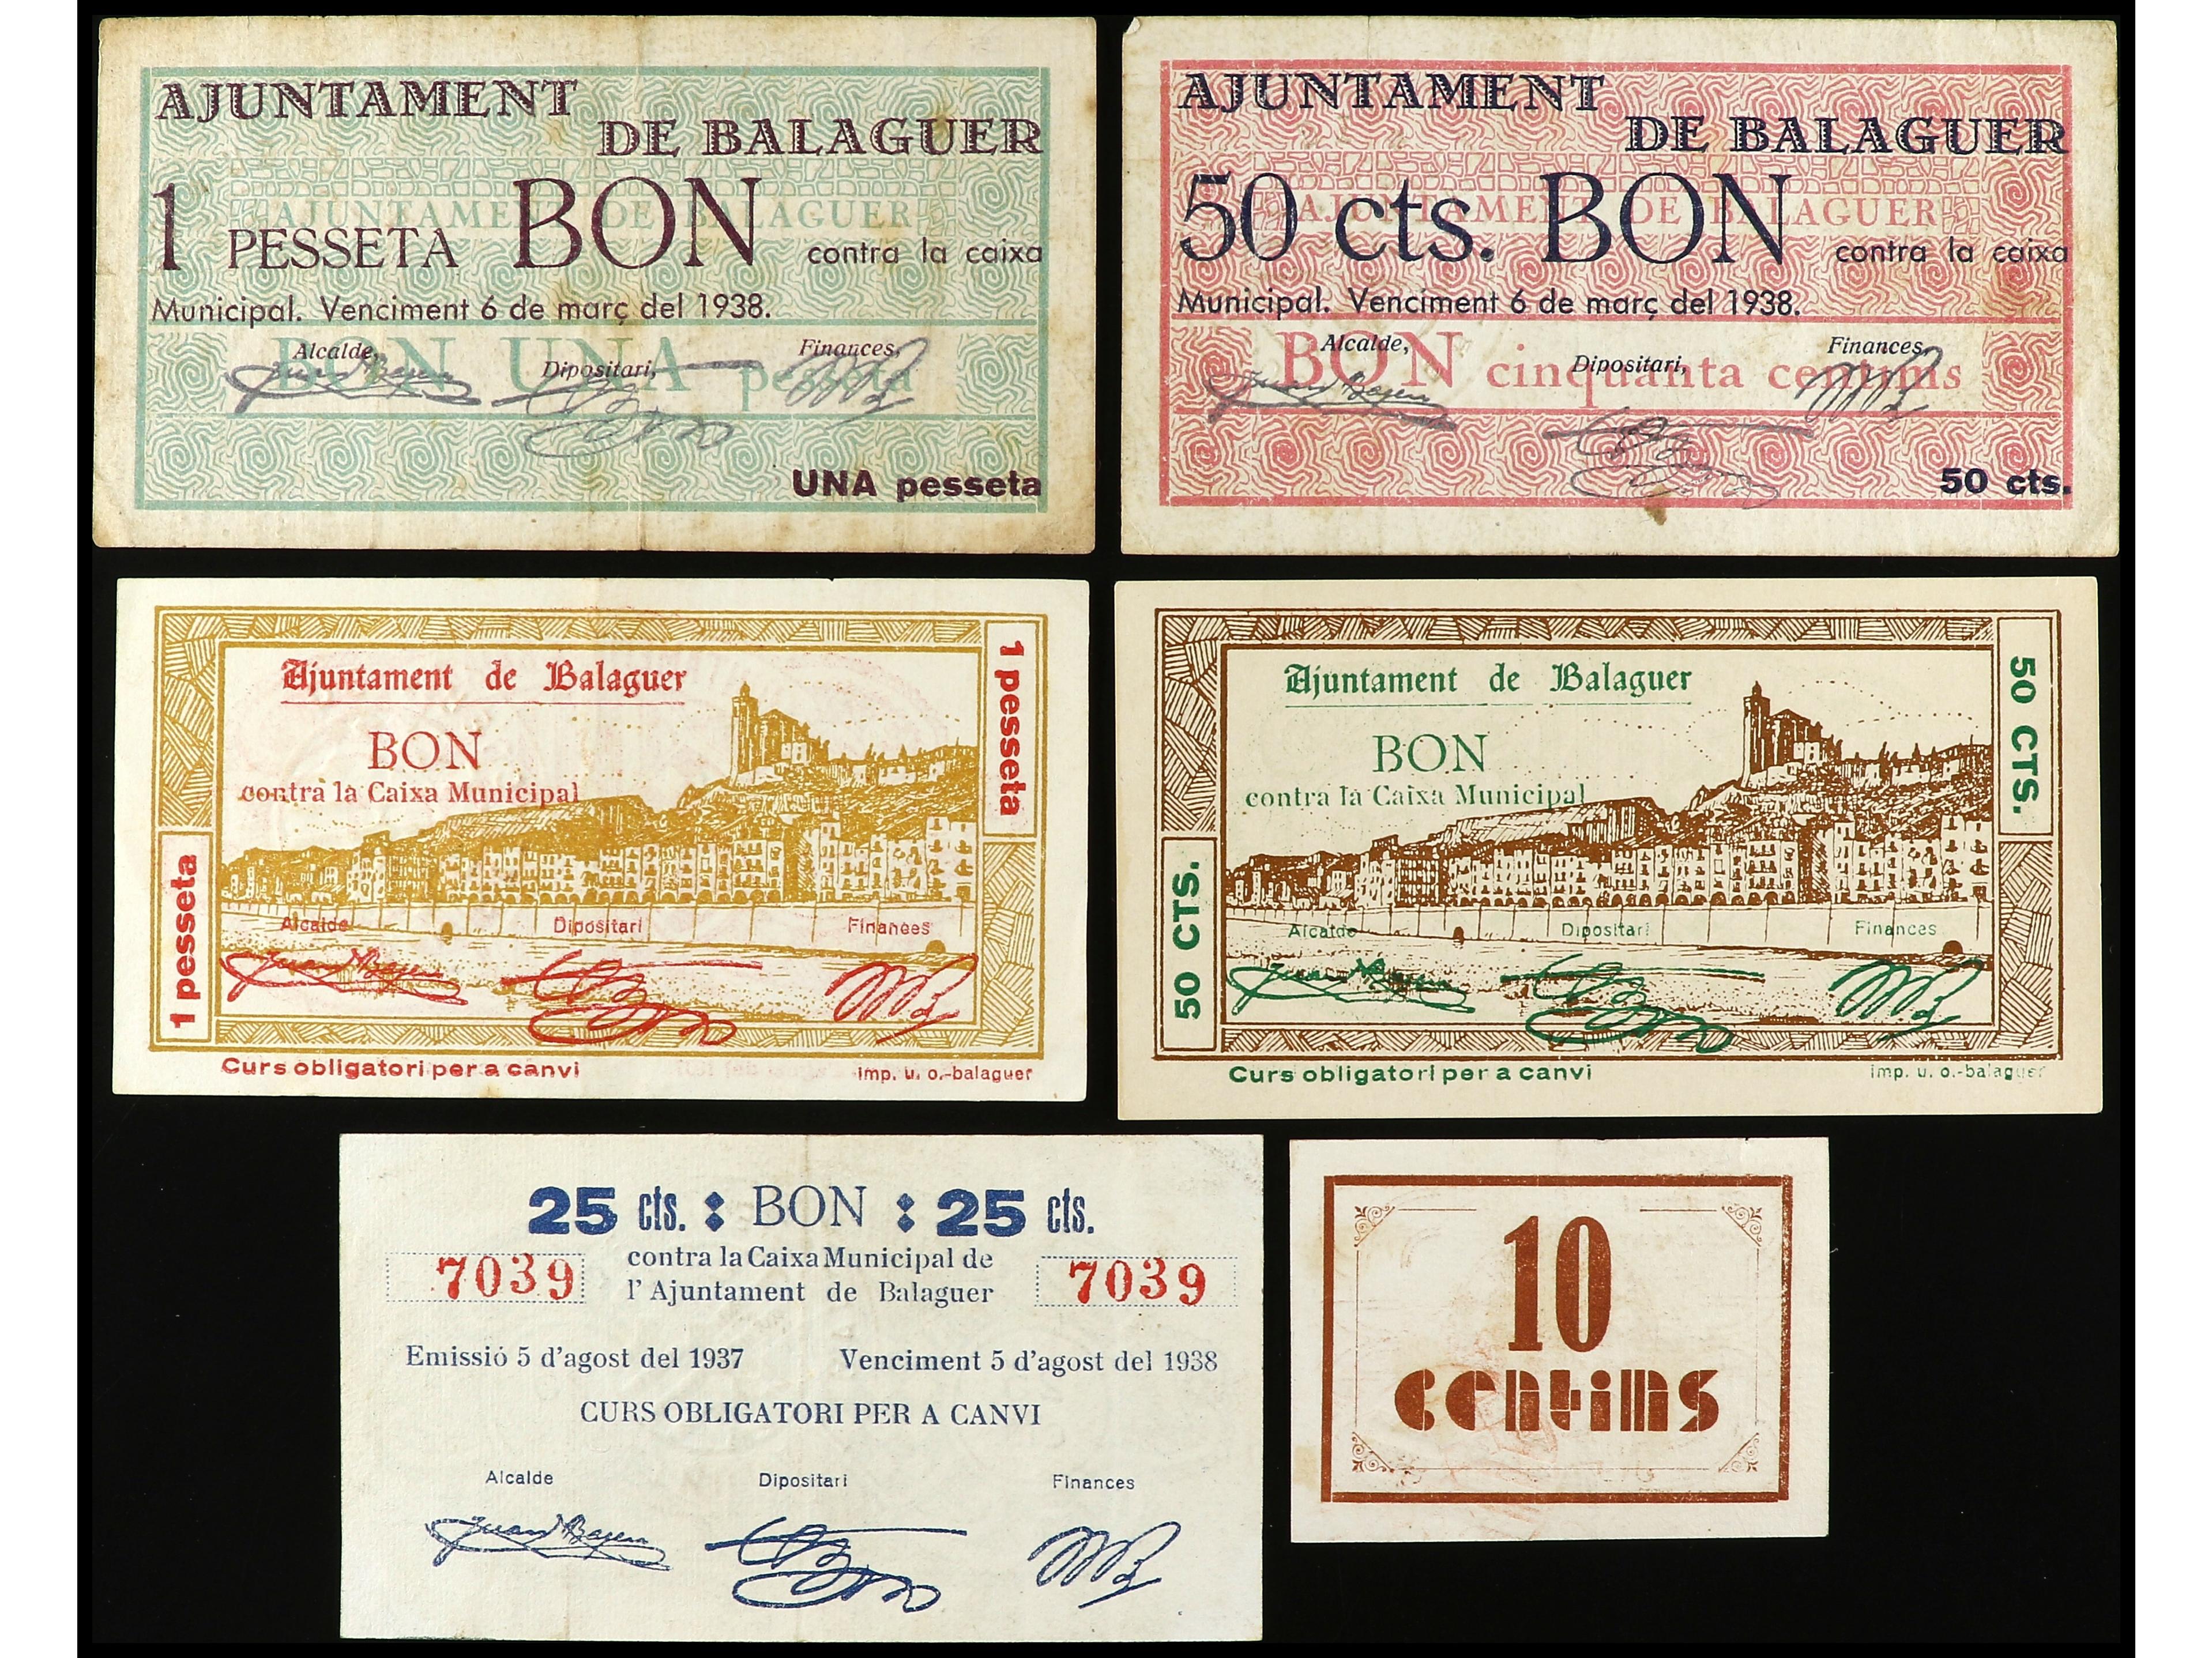 AJUNTAMENT
DE BALAGUER
AJUNTAMENT DE BALAGUER
1 PESSETA BON contra la caixa
Municipal. Venciment 6 de març del 1938.
BON UNA pesseta
Alcalde, Dipositari, Finances,
UNA pesseta
AJUNTAMENT
DE BALAGUER
AJUNTAMENT DE BALAGUER
50 cts. BON contra la caixa
Municipal. Venciment 6 de març del 1938.
BON cinquanta centims
Alcalde, Dipositari, Finances,
50 cts.
Ajuntament de Balaguer
BON
contra la Caixa Municipal
1 pesseta
1 pesseta
Alcalde Dipositari Finances
Curs obligatori per a canvi imp. u. o.-balaguer
Ajuntament de Balaguer
BON
contra la Caixa Municipal
50 CTS.
50 CTS.
Alcalde Dipositari Finances
Curs obligatori per a canvi imp. u. o.-balaguer
25 cts. BON 25 cts.
contra la Caixa Municipal de
l' Ajuntament de Balaguer
7039 7039
Emissió 5 d'agost del 1937 Venciment 5 d'agost del 1938
CURS OBLIGATORI PER A CANVI
Alcalde Dipositari Finances
10
centims